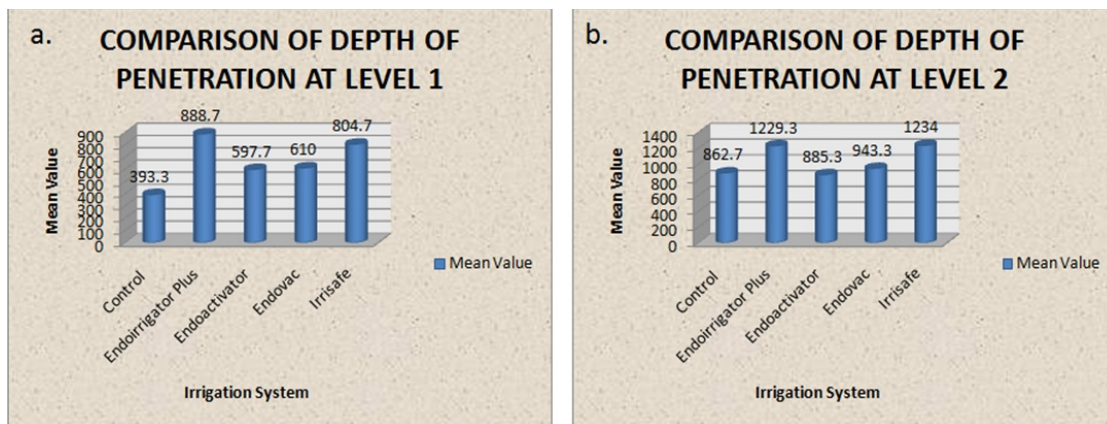 a.
COMPARISON OF DEPTH OF
PENETRATION AT LEVEL 1
Mean Value
900
800
700
600
500
400
300
200
100
0
393.3
888.7
597.7
610
804.7
Control
Endoirrigator Plus
Endoactivator
Endovac
Irrisafe
Mean Value
Irrigation System
b.
COMPARISON OF DEPTH OF
PENETRATION AT LEVEL 2
Mean Value
1400
1200
1000
800
600
400
200
0
862.7
1229.3
885.3
943.3
1234
Control
Endoirrigator Plus
Endoactivator
Endovac
Irrisafe
Mean Value
Irrigation System